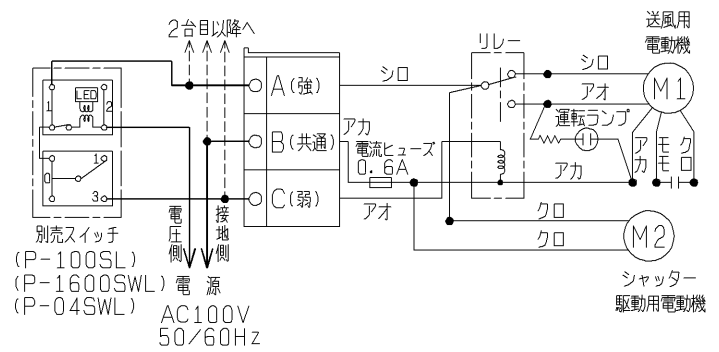 2台目以降へ
リレー
送風用
電動機
LED
1
2
A(強)
シロ
シロ
アオ
M1
運転ランプ
B(共通)
アカ
電流ヒューズ
0.6A
アカ
アカ
モモ
クロ
0
1
3
C(弱)
アオ
電圧側
接地側
クロ
クロ
M2
別売スイッチ
(P-100SL)
(P-1600SWL)
(P-04SWL)
電源
AC100V
50/60Hz
シャッター
駆動用電動機